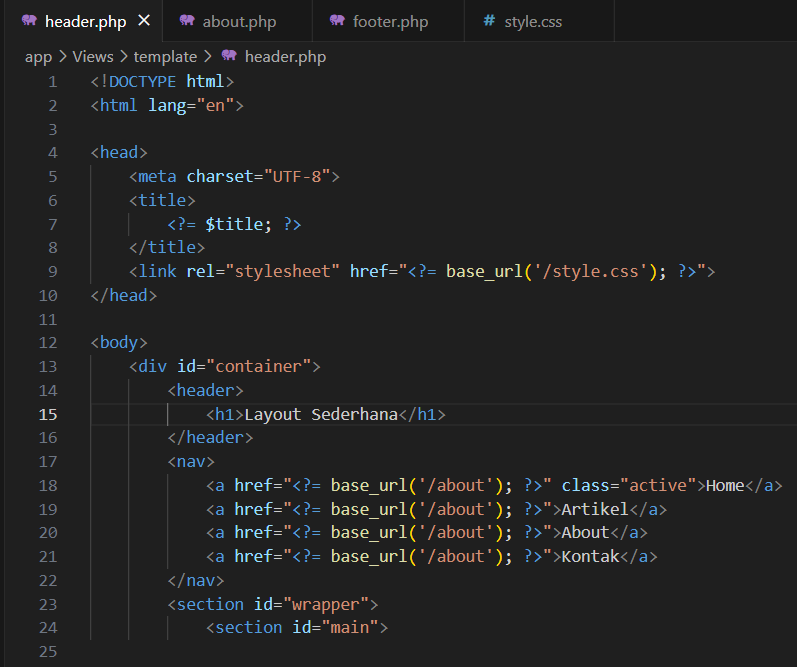 header.php × about.php footer.php # style.css
app > Views > template > header.php
1 <!DOCTYPE html>
2 <html lang="en">
3
4 <head>
5 <meta charset="UTF-8">
6 <title>
7 <?= $title; ?>
8 </title>
9 <link rel="stylesheet" href="<?= base_url('/style.css'); ?>">
10 </head>
11
12 <body>
13 <div id="container">
14 <header>
15 <h1>Layout Sederhana</h1>
16 </header>
17 <nav>
18 <a href="<?= base_url('/about'); ?>" class="active">Home</a>
19 <a href="<?= base_url('/about'); ?>">Artikel</a>
20 <a href="<?= base_url('/about'); ?>">About</a>
21 <a href="<?= base_url('/about'); ?>">Kontak</a>
22 </nav>
23 <section id="wrapper">
24 <section id="main">
25